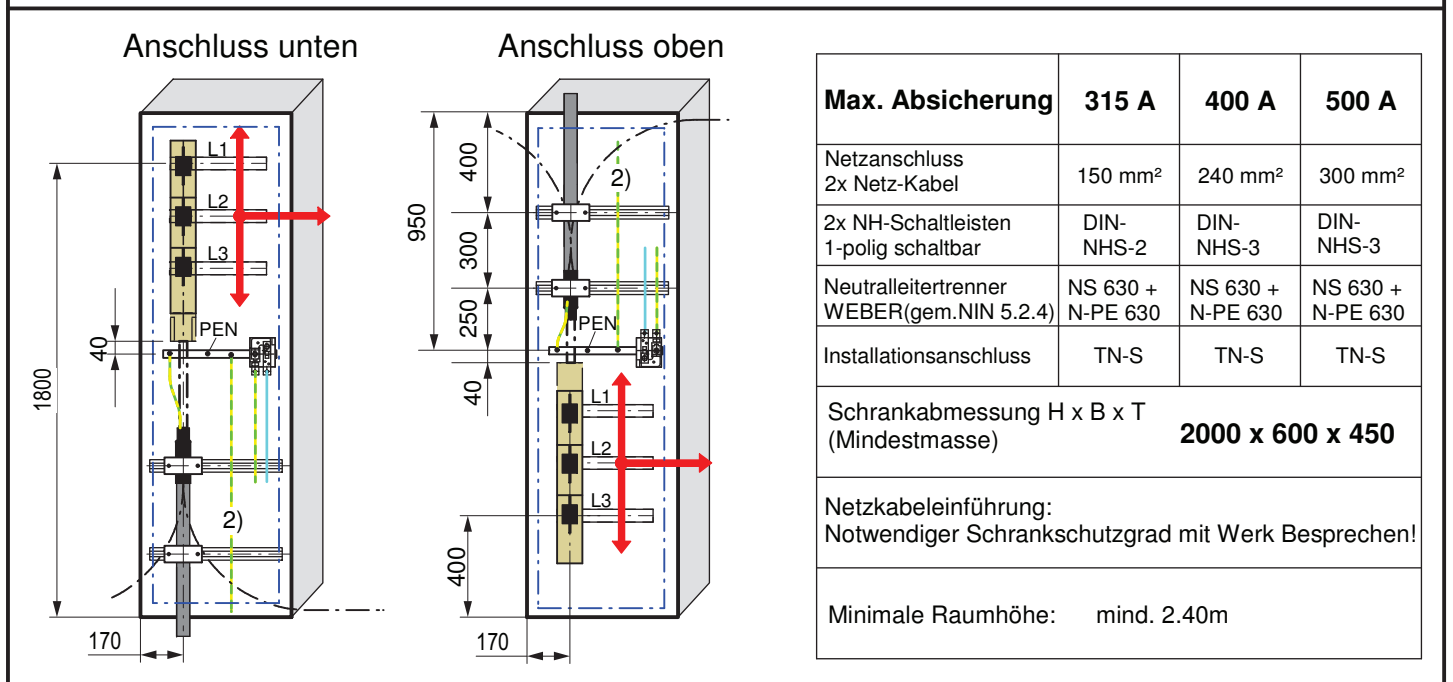 Anschluss unten
L1
L2
L3
PEN
40
1800
2)
170
Anschluss oben
400
950
300
250
2)
PEN
40
L1
L2
L3
400
170
Max. Absicherung 315 A 400 A 500 A
Netzanschluss
2x Netz-Kabel 150 mm² 240 mm² 300 mm²
2x NH-Schaltleisten DIN- DIN- DIN-
1-polig schaltbar NHS-2 NHS-3 NHS-3
Neutralleitertrenner NS 630 + NS 630 + NS 630 +
WEBER(gem.NIN 5.2.4) N-PE 630 N-PE 630 N-PE 630
Installationsanschluss TN-S TN-S TN-S
Schrankabmessung H x B x T
(Mindestmasse) 2000 x 600 x 450
Netzkabeleinführung:
Notwendiger Schrankschutzgrad mit Werk Besprechen!
Minimale Raumhöhe: mind. 2.40m